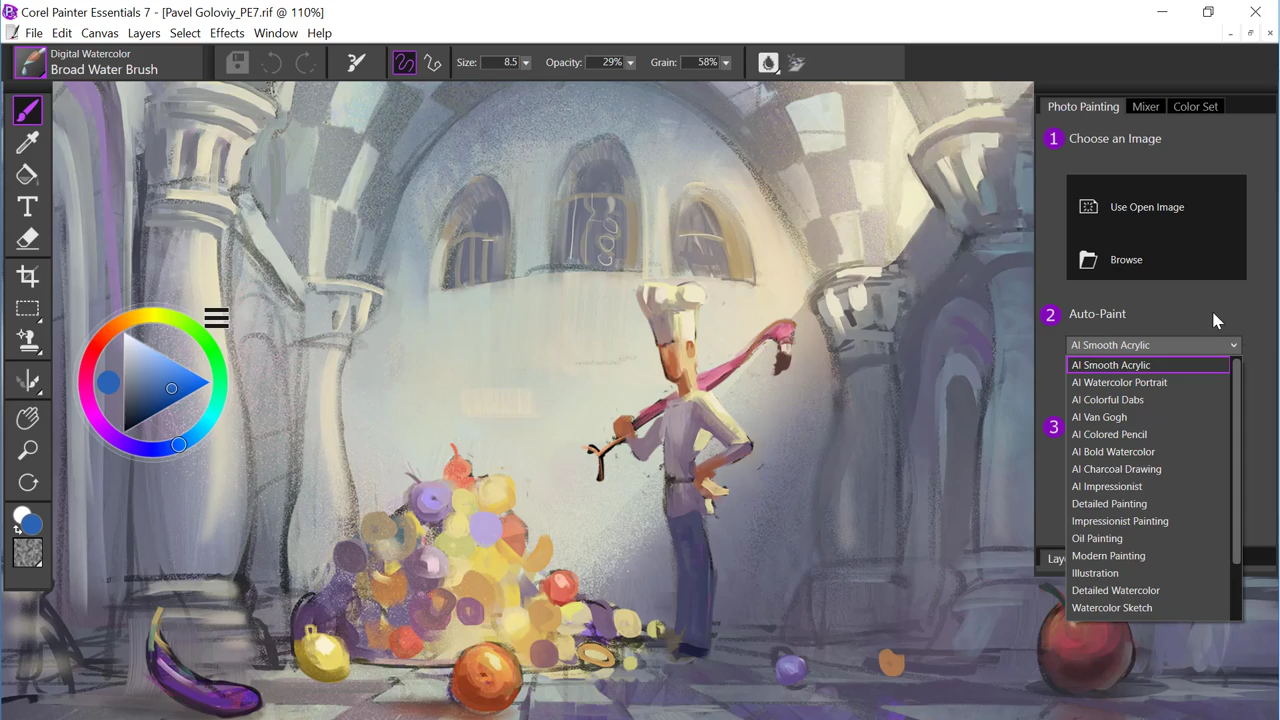 Corel Painter Essentials 7 - [Pavel Goloviy_PE7.rif @ 110%]
File Edit Canvas Layers Select Effects Window Help
Digital Watercolor
Broad Water Brush
Size: 8.5 Opacity: 29% Grain: 58%
Photo Painting Mixer Color Set
1 Choose an Image
Use Open Image
Browse
2 Auto-Paint
AI Smooth Acrylic
AI Smooth Acrylic
AI Watercolor Portrait
AI Colorful Dabs
AI Van Gogh
3
AI Colored Pencil
AI Bold Watercolor
AI Charcoal Drawing
AI Impressionist
Detailed Painting
Impressionist Painting
Oil Painting
Modern Painting
Lay
Illustration
Detailed Watercolor
Watercolor Sketch